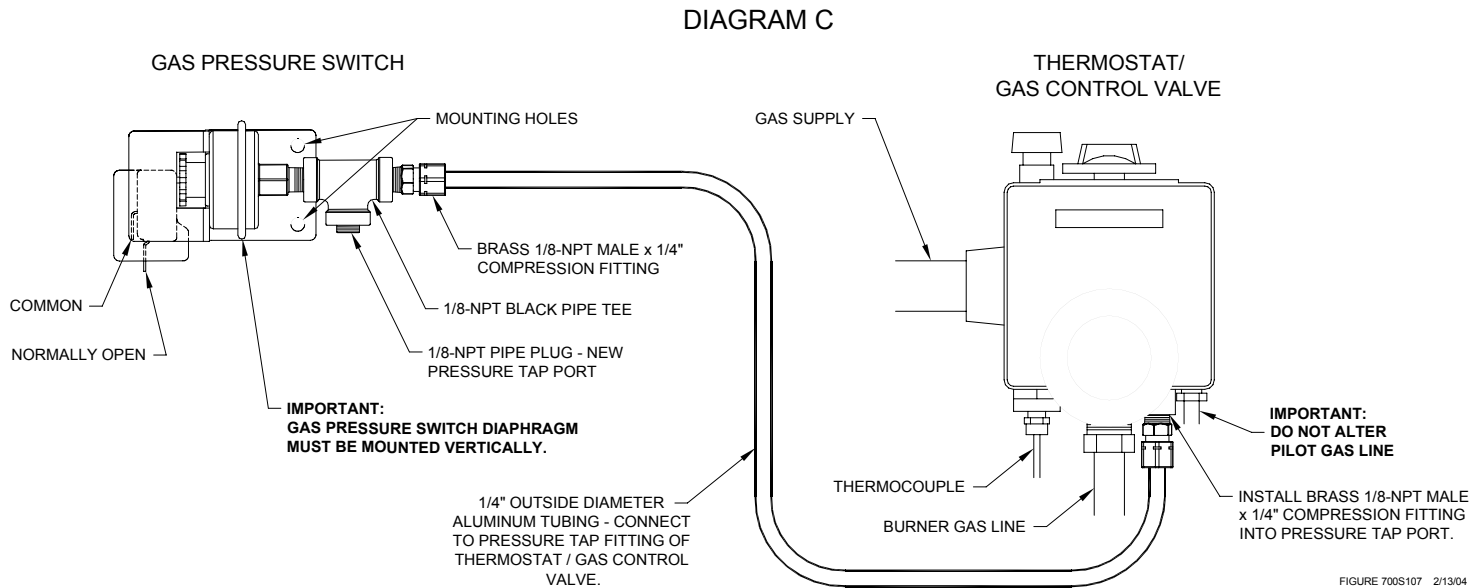 DIAGRAM C
GAS PRESSURE SWITCH
THERMOSTAT/
GAS CONTROL VALVE
MOUNTING HOLES
GAS SUPPLY
BRASS 1/8-NPT MALE x 1/4"
COMPRESSION FITTING
COMMON
1/8-NPT BLACK PIPE TEE
NORMALLY OPEN
1/8-NPT PIPE PLUG - NEW
PRESSURE TAP PORT
IMPORTANT:
GAS PRESSURE SWITCH DIAPHRAGM
MUST BE MOUNTED VERTICALLY.
IMPORTANT:
DO NOT ALTER
PILOT GAS LINE
THERMOCOUPLE
1/4" OUTSIDE DIAMETER
ALUMINUM TUBING - CONNECT
TO PRESSURE TAP FITTING OF
THERMOSTAT / GAS CONTROL
VALVE.
BURNER GAS LINE
INSTALL BRASS 1/8-NPT MALE
x 1/4" COMPRESSION FITTING
INTO PRESSURE TAP PORT.
FIGURE 700S107 2/13/04